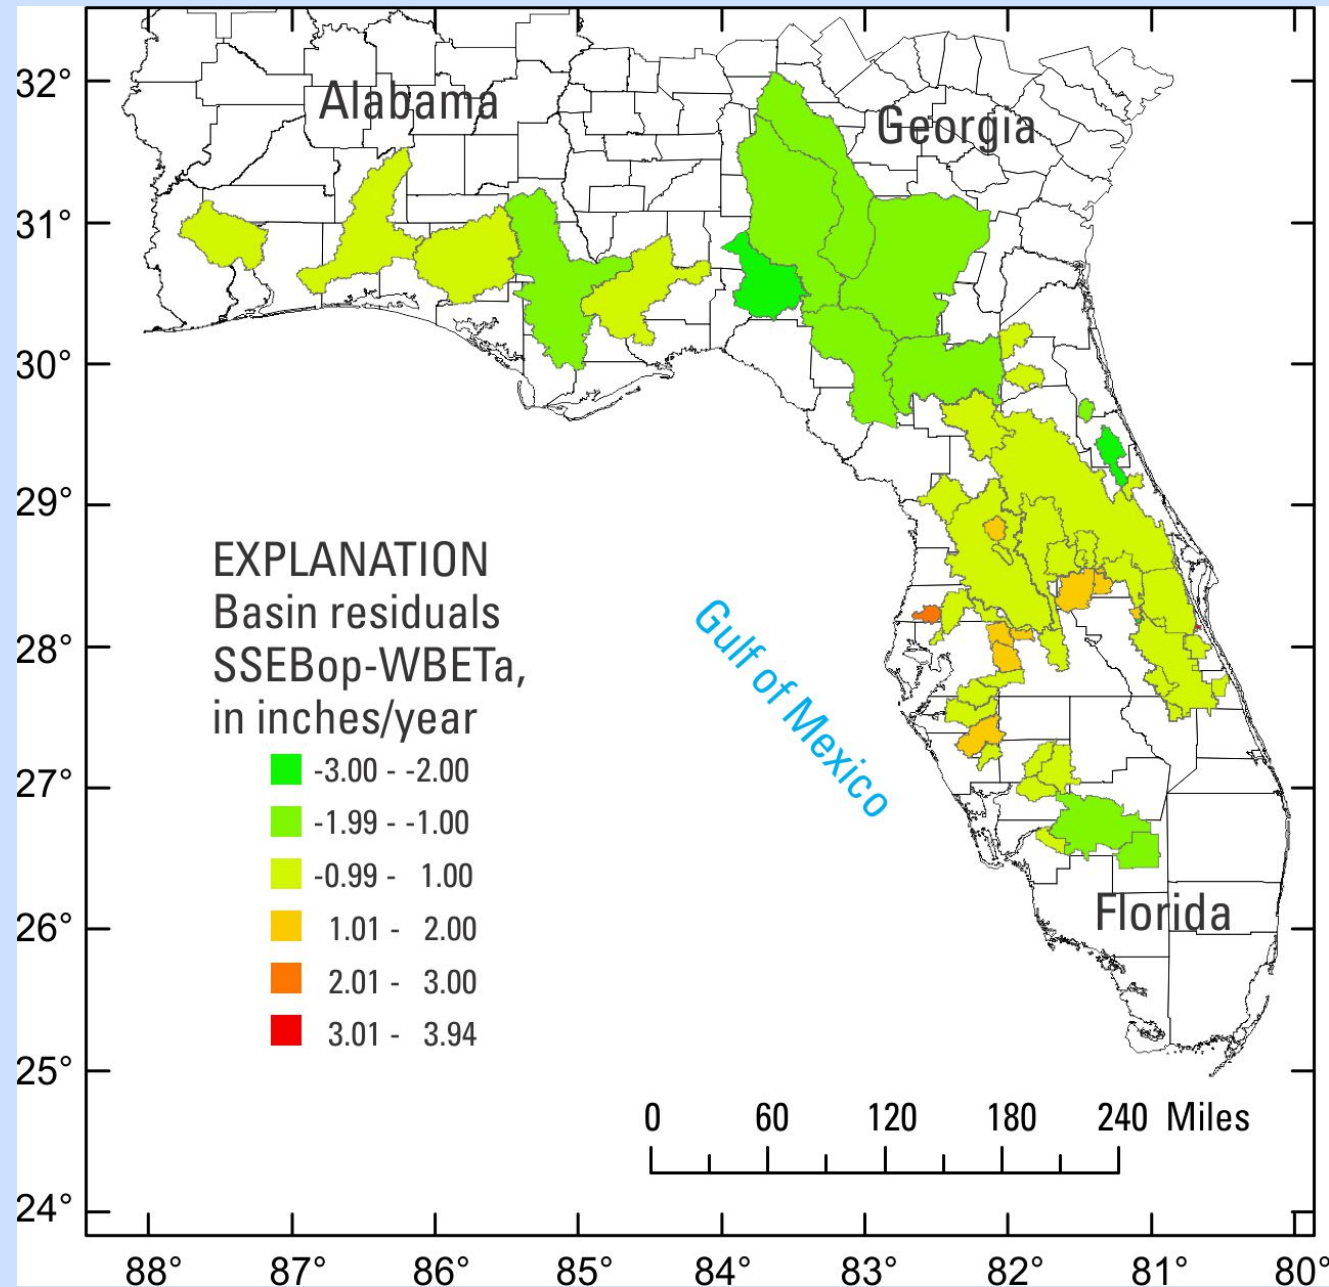 32°
Alabama
Georgia
31°
30°
29°
EXPLANATION
Basin residuals
SSEBop-WBETa,
in inches/year
-3.00 - -2.00
-1.99 - -1.00
-0.99 - 1.00
1.01 - 2.00
2.01 - 3.00
3.01 - 3.94
28°
Gulf of Mexico
27°
26°
Florida
25°
0 60 120 180 240 Miles
24°
88° 87° 86° 85° 84° 83° 82° 81° 80°